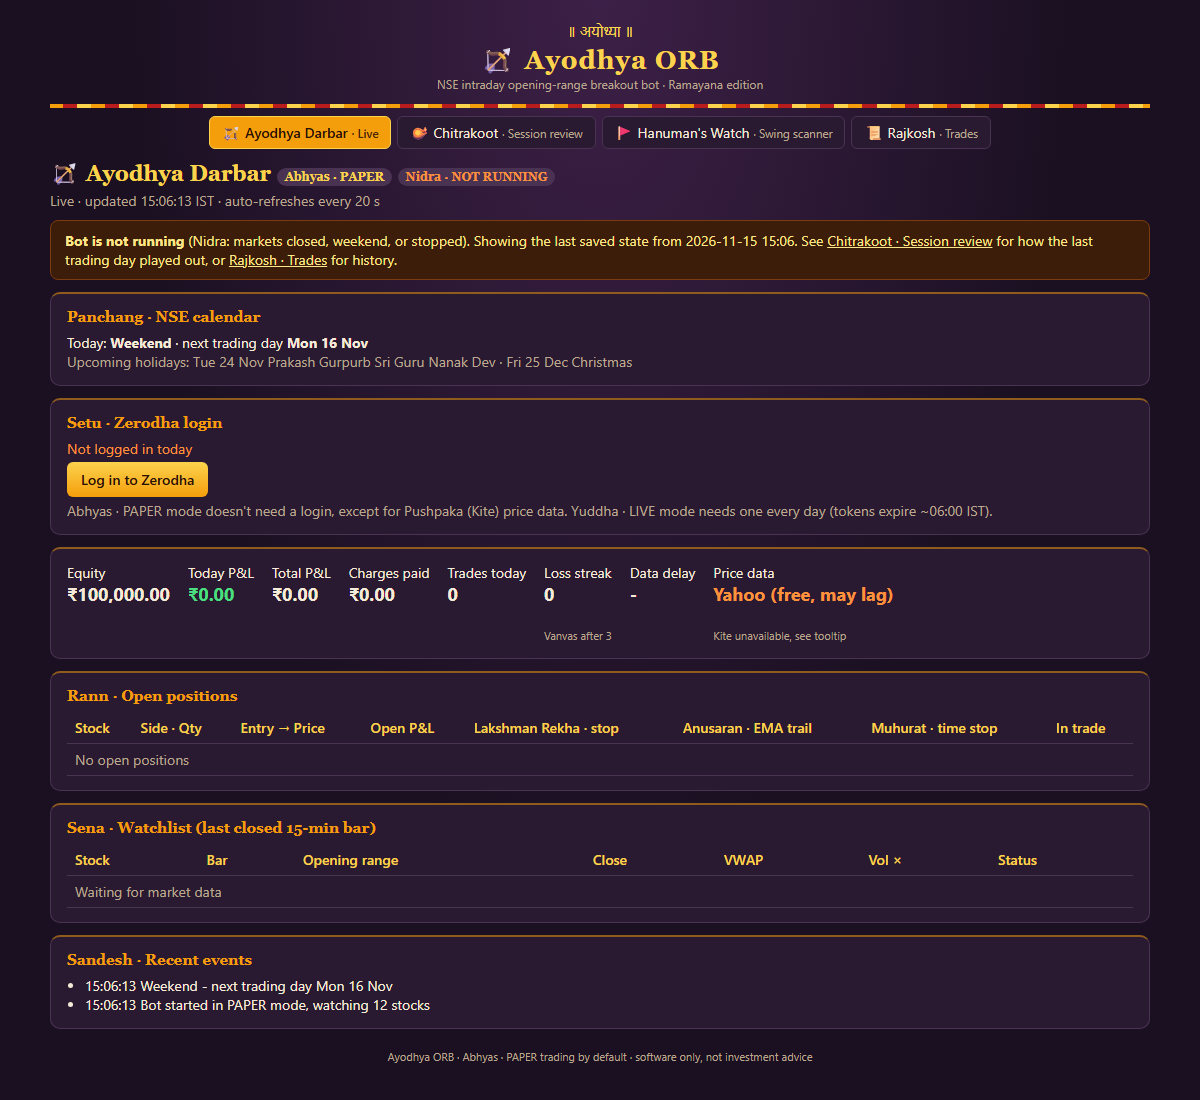 ॥ अयोध्या ॥
Ayodhya ORB
NSE intraday opening-range breakout bot · Ramayana edition
Ayodhya Darbar · Live
Chitrakoot · Session review
Hanuman's Watch · Swing scanner
Rajkosh · Trades
Ayodhya Darbar Abhyas · PAPER Nidra · NOT RUNNING
Live · updated 15:06:13 IST · auto-refreshes every 20 s
Bot is not running (Nidra: markets closed, weekend, or stopped). Showing the last saved state from 2026-11-15 15:06. See Chitrakoot · Session review for how the last
trading day played out, or Rajkosh · Trades for history.
Panchang · NSE calendar
Today: Weekend · next trading day Mon 16 Nov
Upcoming holidays: Tue 24 Nov Prakash Gurpurb Sri Guru Nanak Dev · Fri 25 Dec Christmas
Setu · Zerodha login
Not logged in today
Log in to Zerodha
Abhyas · PAPER mode doesn't need a login, except for Pushpaka (Kite) price data. Yuddha · LIVE mode needs one every day (tokens expire ~06:00 IST).
Equity Today P&L Total P&L Charges paid Trades today Loss streak Data delay Price data
₹100,000.00 ₹0.00 ₹0.00 ₹0.00 0 0 - Yahoo (free, may lag)
Vanvas after 3 Kite unavailable, see tooltip
Rann · Open positions
Stock Side · Qty Entry → Price Open P&L Lakshman Rekha · stop Anusaran · EMA trail Muhurat · time stop In trade
No open positions
Sena · Watchlist (last closed 15-min bar)
Stock Bar Opening range Close VWAP Vol × Status
Waiting for market data
Sandesh · Recent events
• 15:06:13 Weekend - next trading day Mon 16 Nov
• 15:06:13 Bot started in PAPER mode, watching 12 stocks
Ayodhya ORB · Abhyas · PAPER trading by default · software only, not investment advice